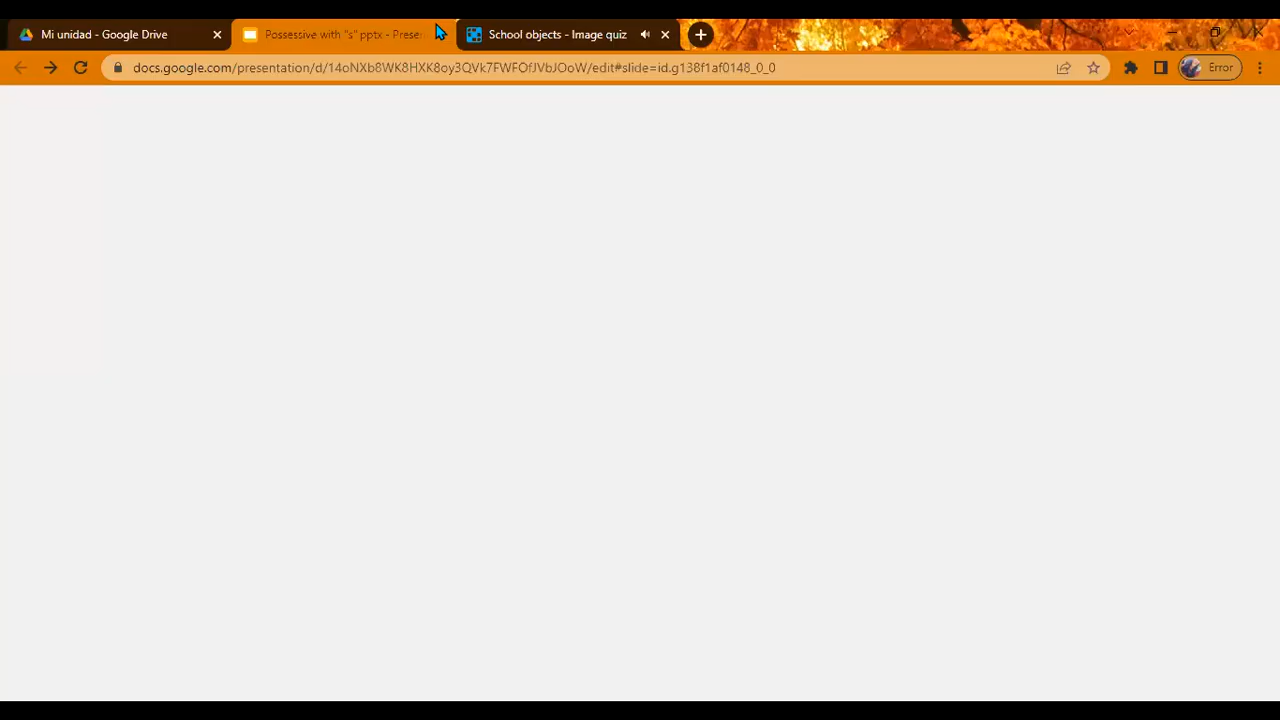 Mi unidad - Google Drive
Possessive with "s" pptx - Prese
School objects - Image quiz
docs.google.com/presentation/d/14oNXb8WK8HXK8oy3QVk7FWFOfJVbJOoW/edit#slide=id.g138f1af0148_0_0
Error